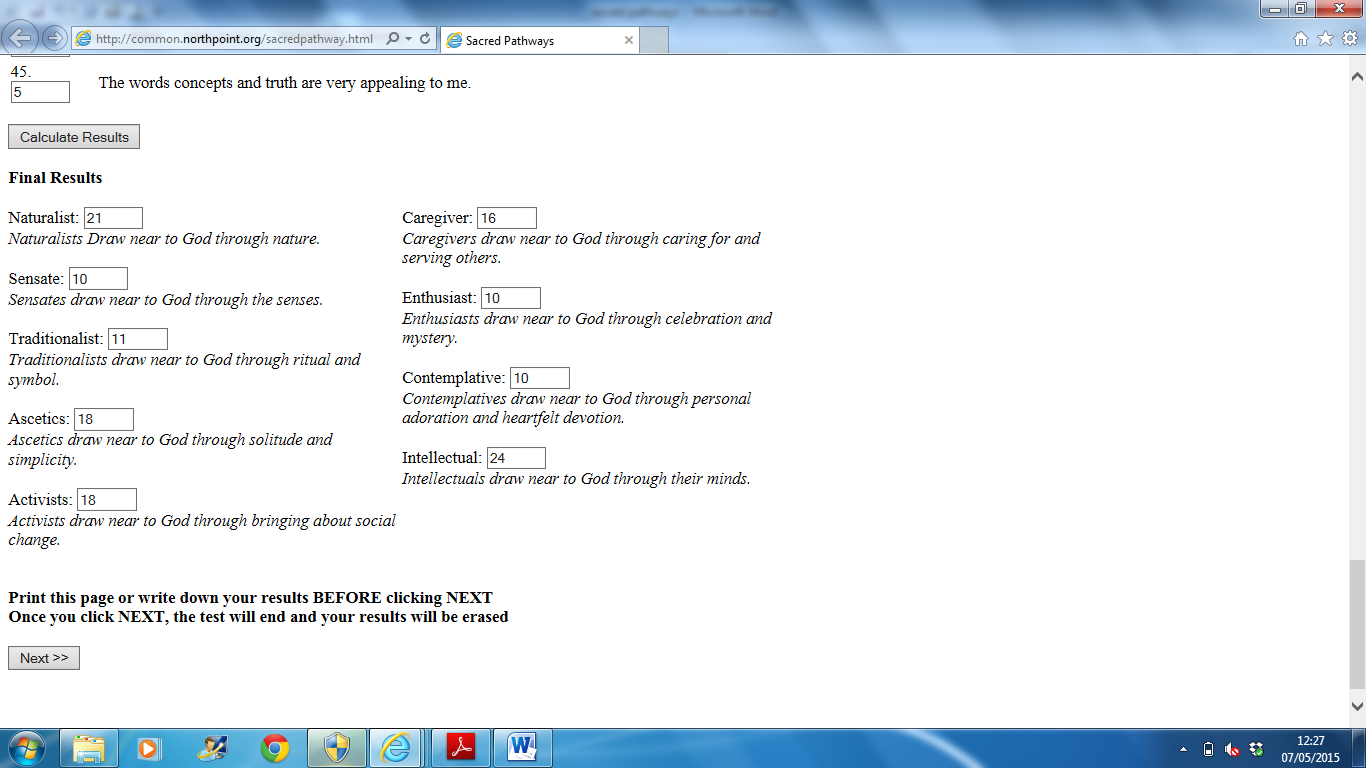 http://common.northpoint.org/sacredpathway.html
Sacred Pathways
45.
5
The words concepts and truth are very appealing to me.
Calculate Results
Final Results
Naturalist: 21
Naturalists Draw near to God through nature.
Sensate: 10
Sensates draw near to God through the senses.
Traditionalist: 11
Traditionalists draw near to God through ritual and
symbol.
Ascetics: 18
Ascetics draw near to God through solitude and
simplicity.
Activists: 18
Activists draw near to God through bringing about social
change.
Caregiver: 16
Caregivers draw near to God through caring for and
serving others.
Enthusiast: 10
Enthusiasts draw near to God through celebration and
mystery.
Contemplative: 10
Contemplatives draw near to God through personal
adoration and heartfelt devotion.
Intellectual: 24
Intellectuals draw near to God through their minds.
Print this page or write down your results BEFORE clicking NEXT
Once you click NEXT, the test will end and your results will be erased
Next >>
12:27
07/05/2015